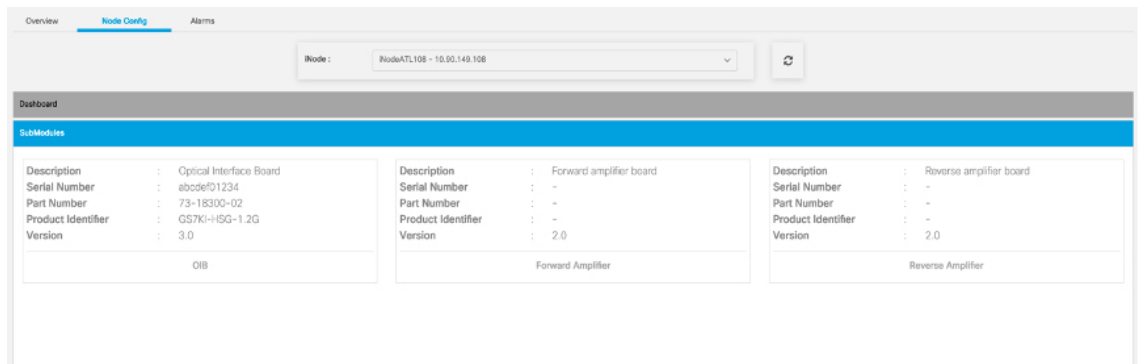 Overview Node Config Alarms
iNode : iNodeATL108 - 10.90.149.108
Dashboard
SubModules
Description : Optical Interface Board
Serial Number : abcdef01234
Part Number : 73-18300-02
Product Identifier : GS7KI-HSG-1.2G
Version : 3.0
OIB
Description : Forward amplifier board
Serial Number : -
Part Number : -
Product Identifier : -
Version : 2.0
Forward Amplifier
Description : Reverse amplifier board
Serial Number : -
Part Number : -
Product Identifier : -
Version : 2.0
Reverse Amplifier